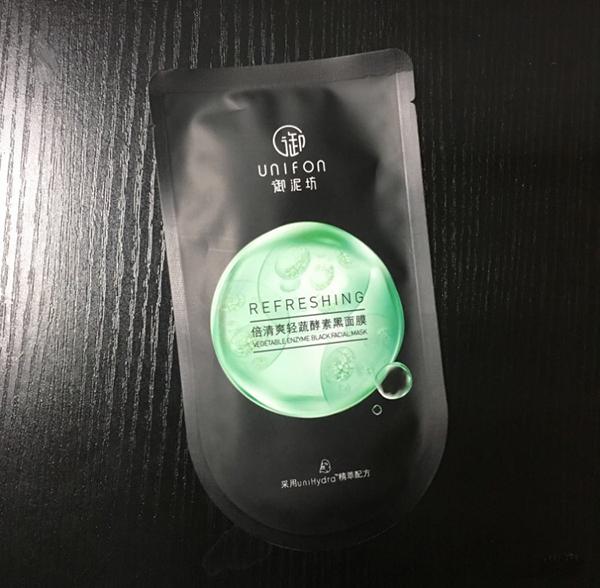 御
UNIFON
御泥坊
REFRESHING
倍清爽轻蔬酵素黑面膜
VEGETABLE ENZYME BLACK FACIAL MASK
采用uniHydra™精萃配方